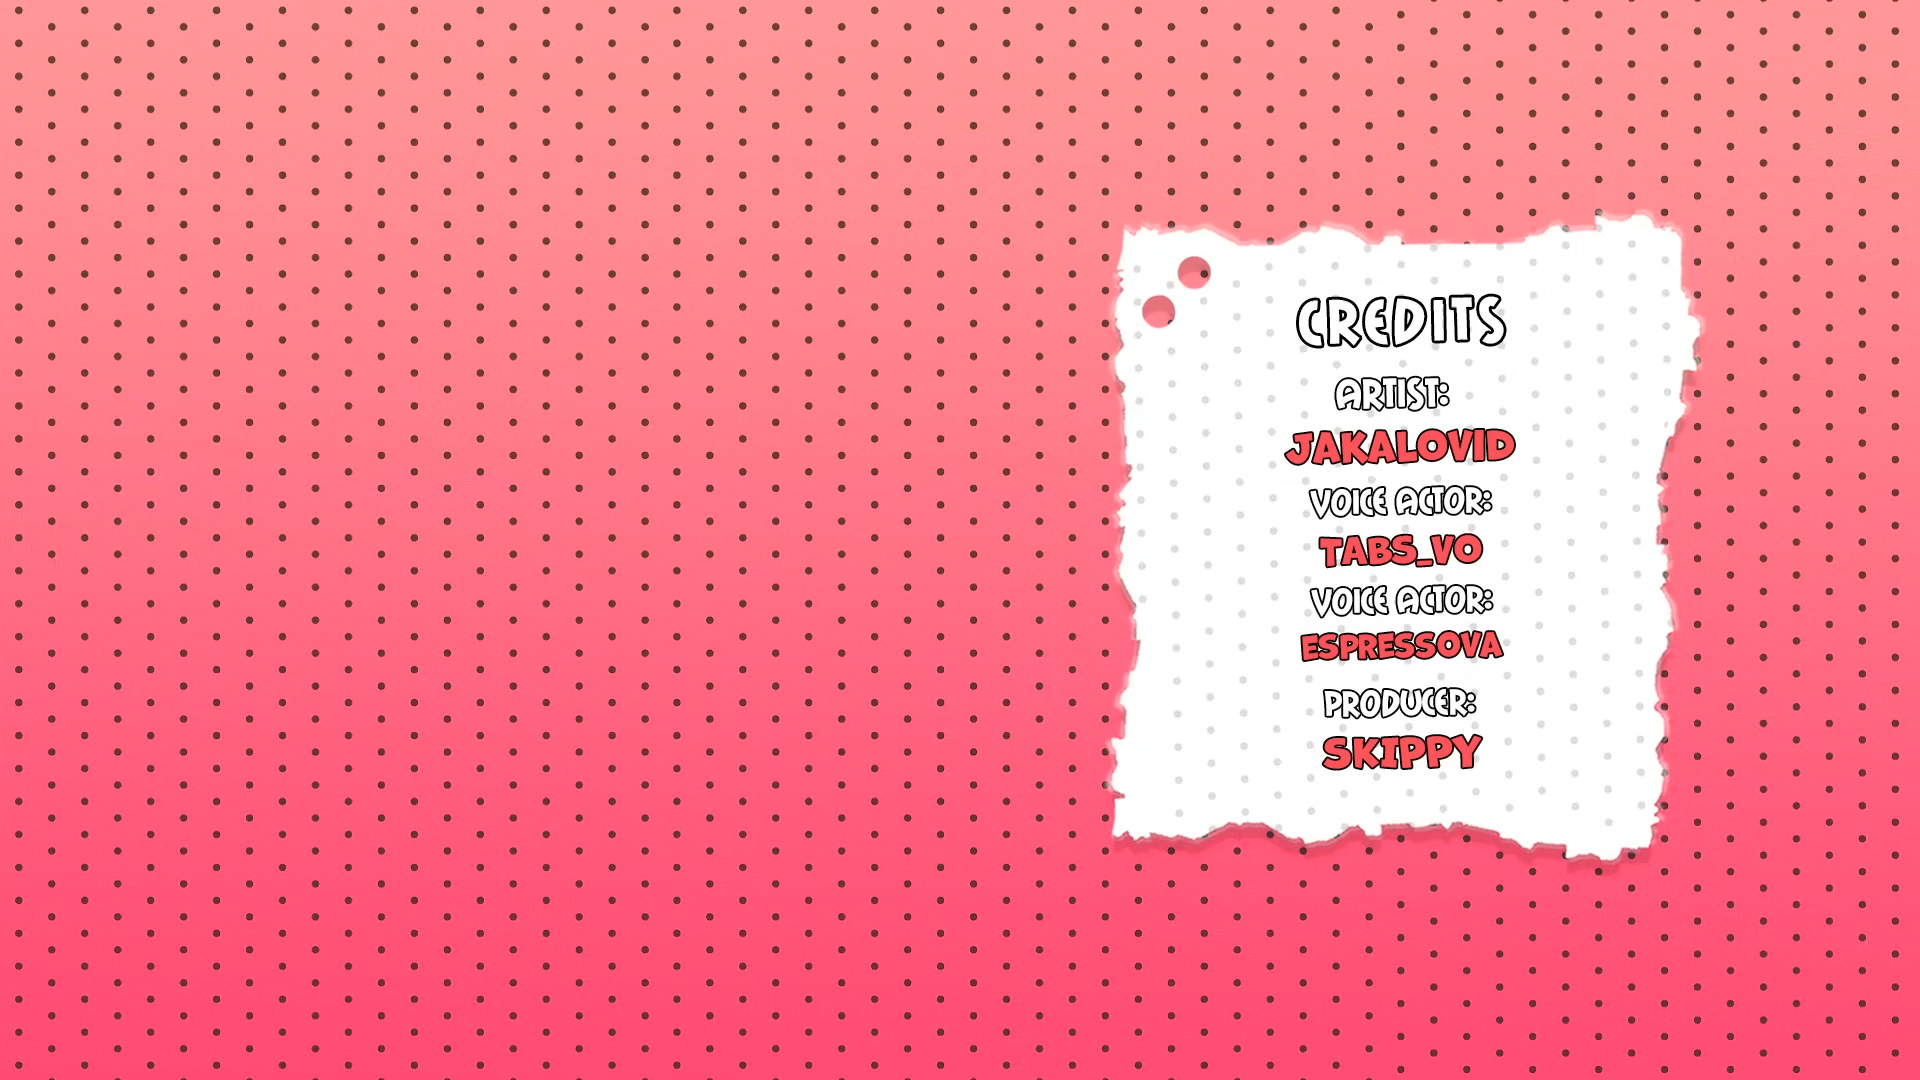 CREDITS
ARTIST:
JAKALOVID
VOICE ACTOR:
TABS_VO
VOICE ACTOR:
ESPRESSOVA
PRODUCER:
SKIPPY